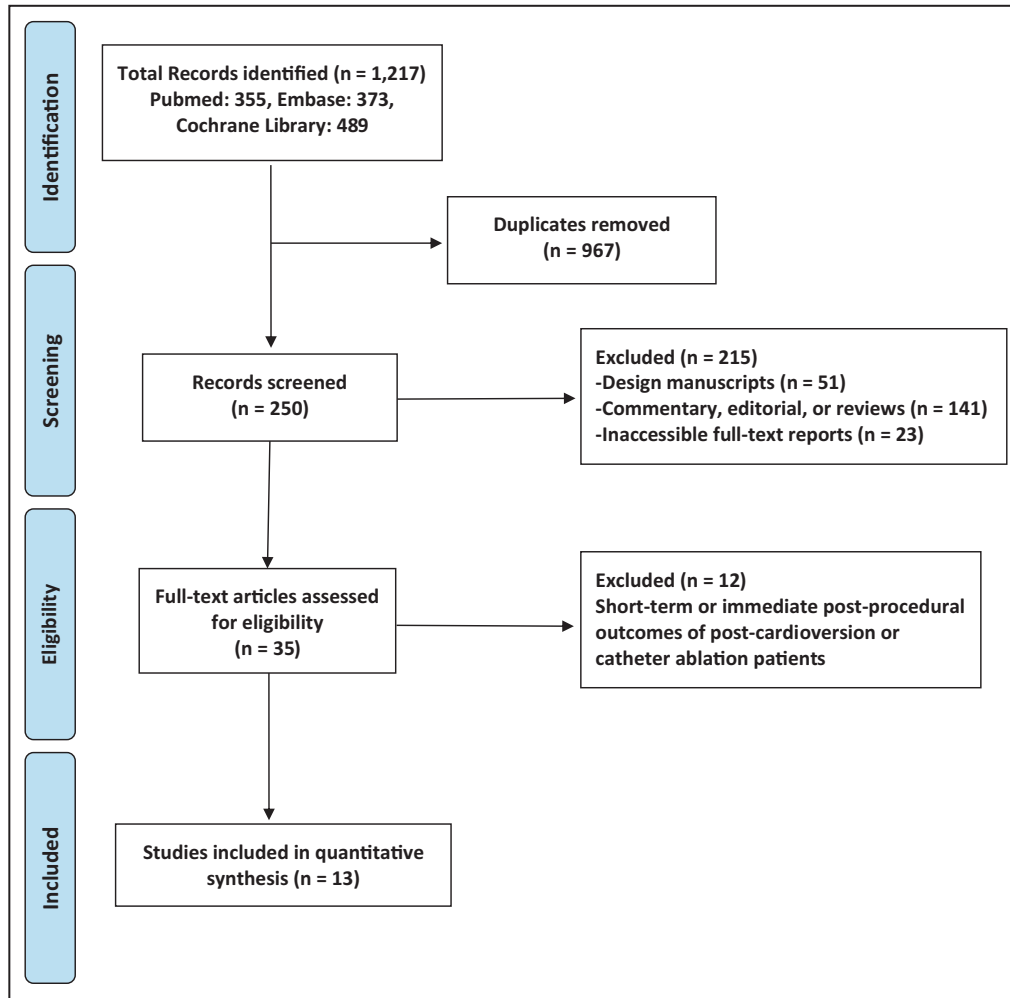 Identification
Total Records identified (n = 1,217)
Pubmed: 355, Embase: 373,
Cochrane Library: 489
Duplicates removed
(n = 967)
Screening
Records screened
(n = 250)
Excluded (n = 215)
-Design manuscripts (n = 51)
-Commentary, editorial, or reviews (n = 141)
-Inaccessible full-text reports (n = 23)
Eligibility
Full-text articles assessed
for eligibility
(n = 35)
Excluded (n = 12)
Short-term or immediate post-procedural
outcomes of post-cardioversion or
catheter ablation patients
Included
Studies included in quantitative
synthesis (n = 13)